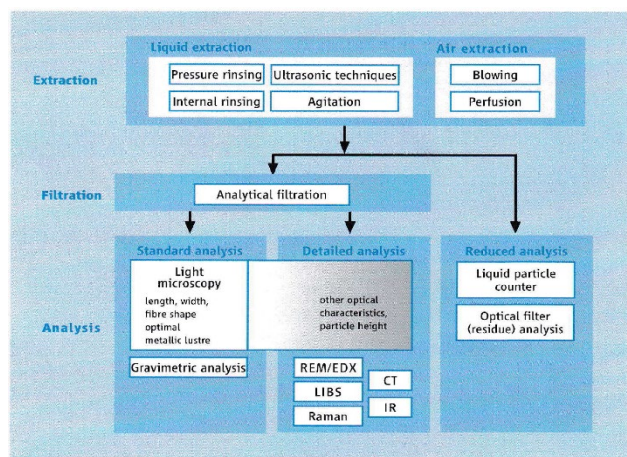 Liquid extraction
Air extraction
Extraction
Pressure rinsing
Ultrasonic techniques
Blowing
Internal rinsing
Agitation
Perfusion
Filtration
Analytical filtration
Standard analysis
Detailed analysis
Reduced analysis
Analysis
Light
microscopy
length, width,
fibre shape
optimal
metallic lustre
Gravimetric analysis
other optical
characteristics,
particle height
REM/EDX
CT
LIBS
IR
Raman
Liquid particle
counter
Optical filter
(residue) analysis